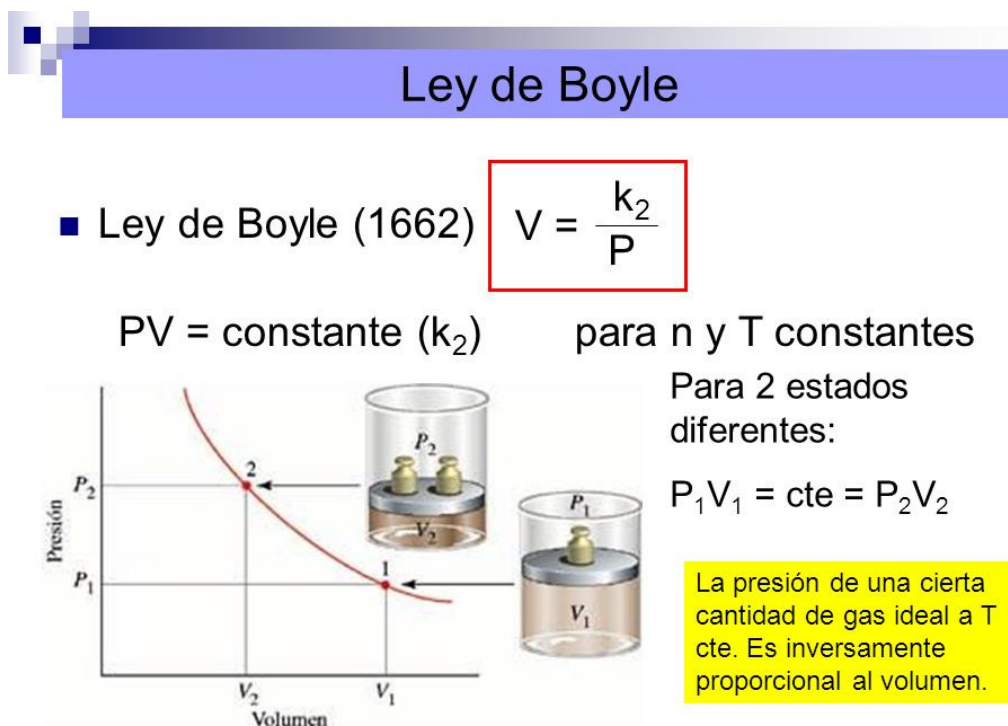 Ley de Boyle
Ley de Boyle (1662)
V = k₂ / P
PV = constante (k₂)
para n y T constantes
Para 2 estados
diferentes:
P₁V₁ = cte = P₂V₂
La presión de una cierta
cantidad de gas ideal a T
cte. Es inversamente
proporcional al volumen.
Presión
P₂
P₁
2
1
P₂
V₂
P₁
V₁
V₂
V₁
Volumen